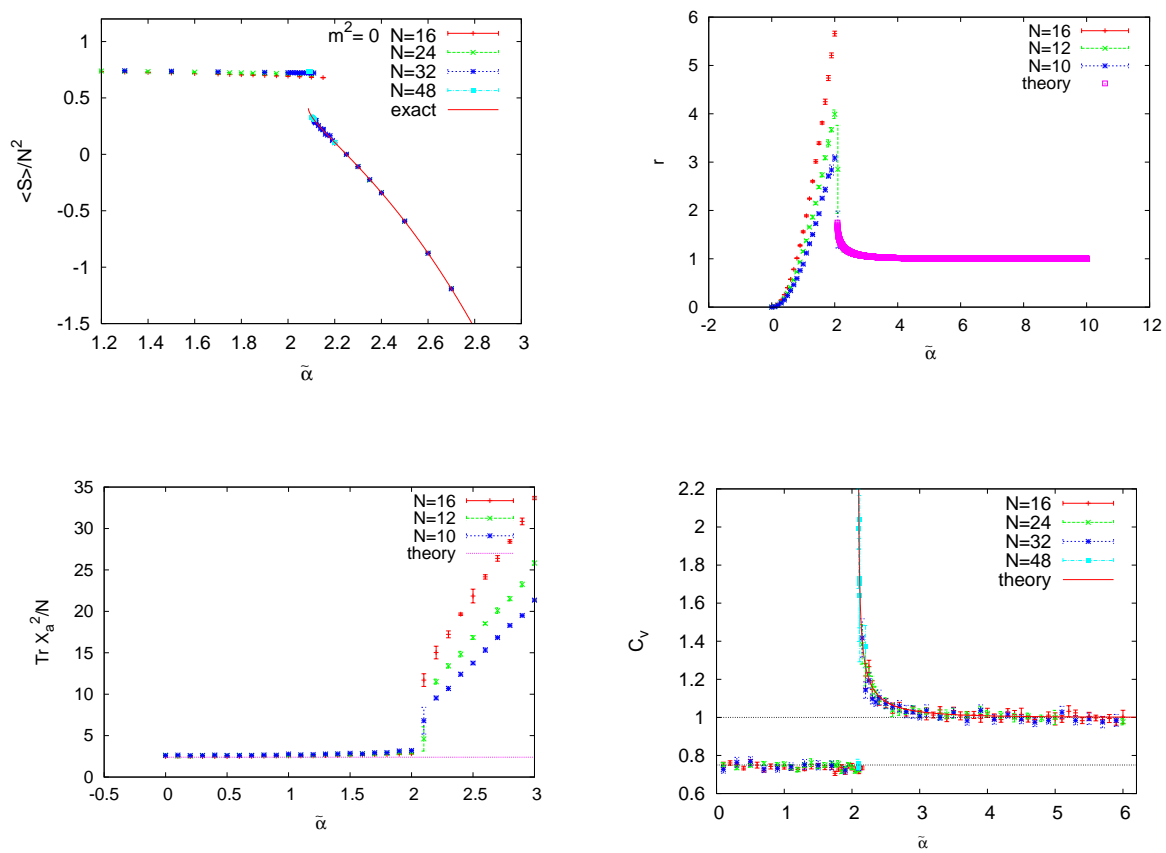 m² = 0
N=16
N=24
N=32
N=48
exact
1
0.5
0
-0.5
-1
-1.5
<S>/N²
1.2 1.4 1.6 1.8 2 2.2 2.4 2.6 2.8 3
α̃
N=16
N=12
N=10
theory
6
5
4
3
2
1
0
r
-2 0 2 4 6 8 10 12
α̃
N=16
N=12
N=10
theory
35
30
25
20
15
10
5
0
Tr Xₐ²/N
-0.5 0 0.5 1 1.5 2 2.5 3
α̃
N=16
N=24
N=32
N=48
theory
2.2
2
1.8
1.6
1.4
1.2
1
0.8
0.6
Cᵥ
0 1 2 3 4 5 6
α̃